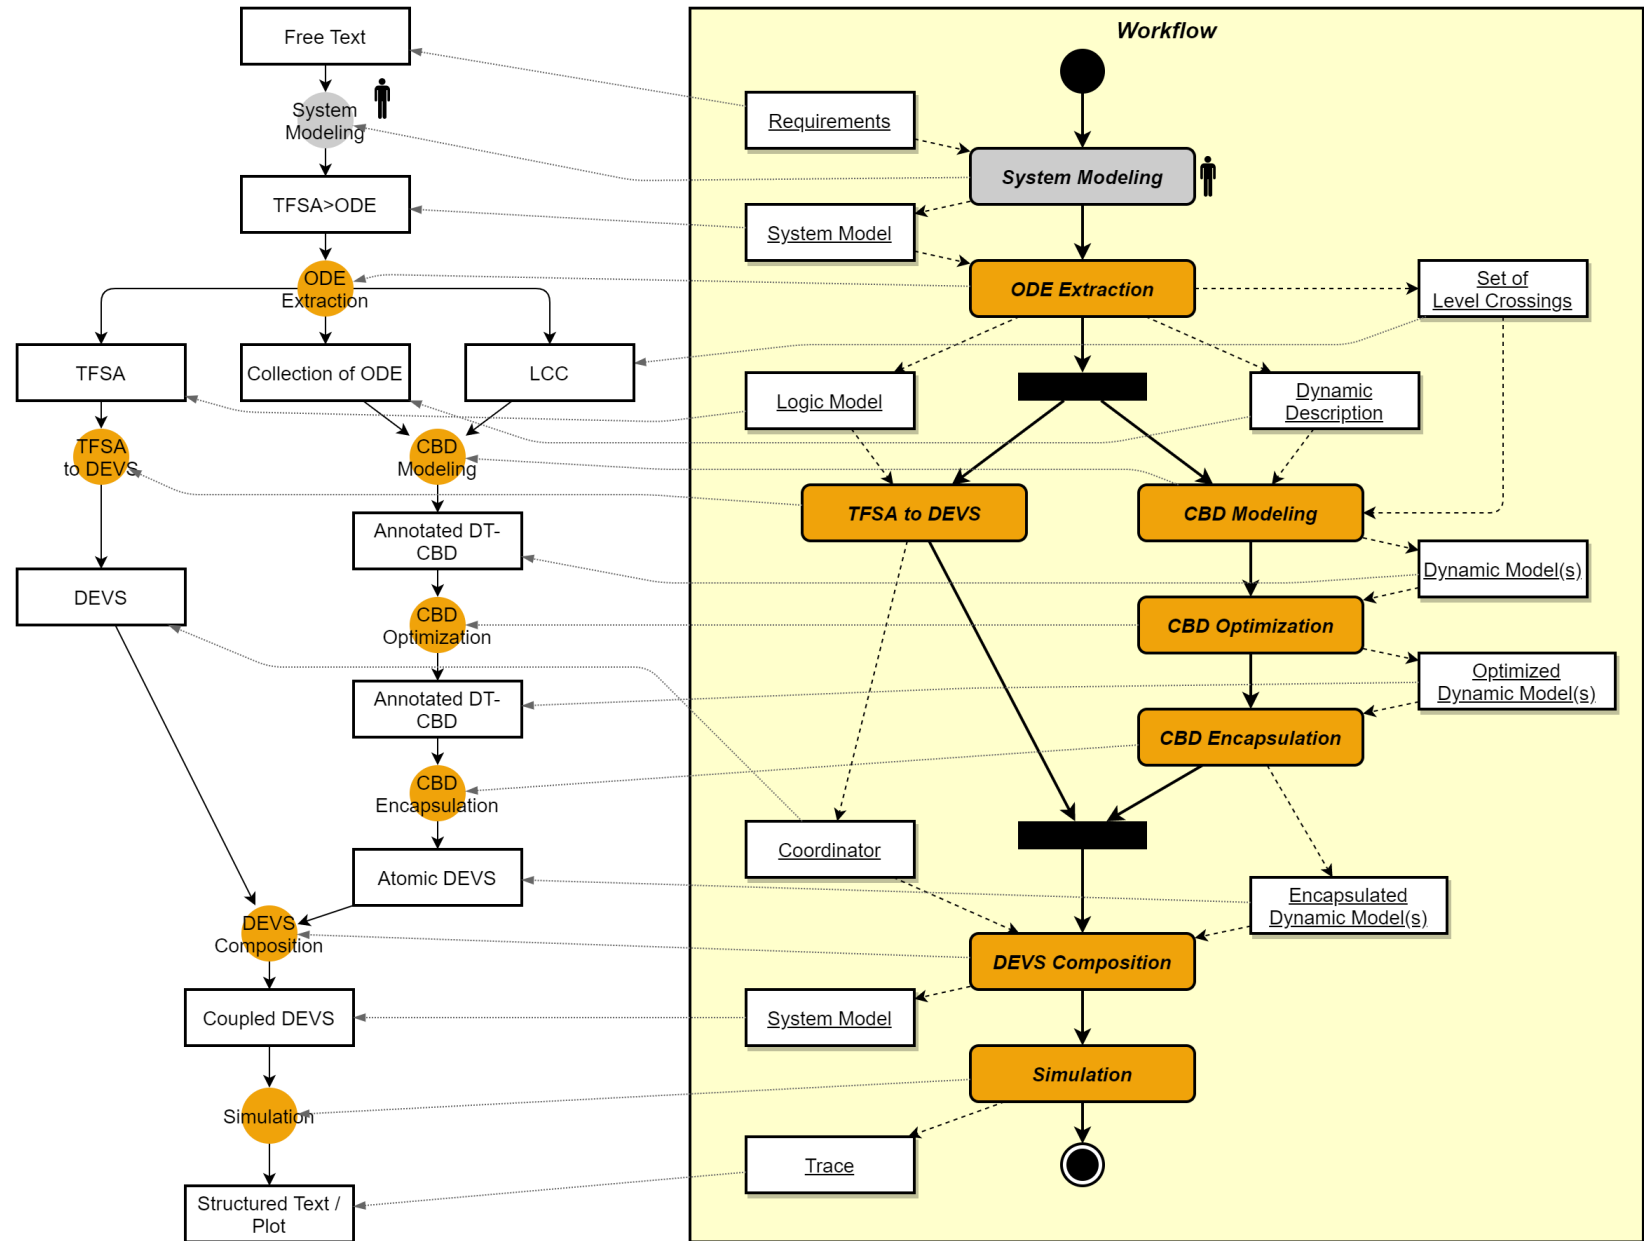 Free Text
System
Modeling
TFSA>ODE
ODE
Extraction
TFSA
Collection of ODE
LCC
TFSA
to DEVS
CBD
Modeling
Annotated DT-
CBD
DEVS
CBD
Optimization
Annotated DT-
CBD
CBD
Encapsulation
Atomic DEVS
DEVS
Composition
Coupled DEVS
Simulation
Structured Text /
Plot
Workflow
Requirements
System Modeling
System Model
ODE Extraction
Set of
Level Crossings
Logic Model
Dynamic
Description
TFSA to DEVS
CBD Modeling
Dynamic Model(s)
CBD Optimization
Optimized
Dynamic Model(s)
CBD Encapsulation
Coordinator
Encapsulated
Dynamic Model(s)
DEVS Composition
System Model
Simulation
Trace